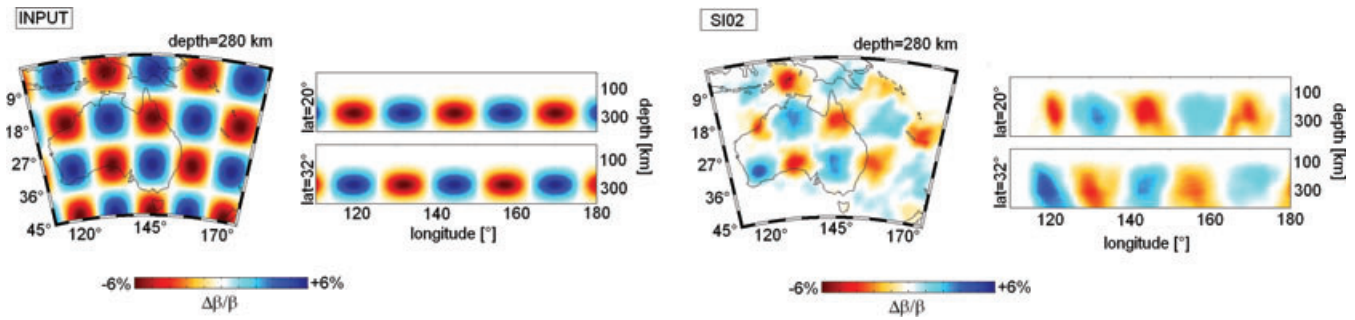 INPUT
depth=280 km
9°
18°
27°
36°
45°
120°
145°
170°
lat=20°
100
300
lat=32°
100
300
depth [km]
120
140
160
180
longitude [°]
-6%
+6%
Δβ/β
SI02
depth=280 km
9°
18°
27°
36°
45°
120°
145°
170°
lat=20°
100
300
lat=32°
100
300
depth [km]
120
140
160
180
longitude [°]
-6%
+6%
Δβ/β